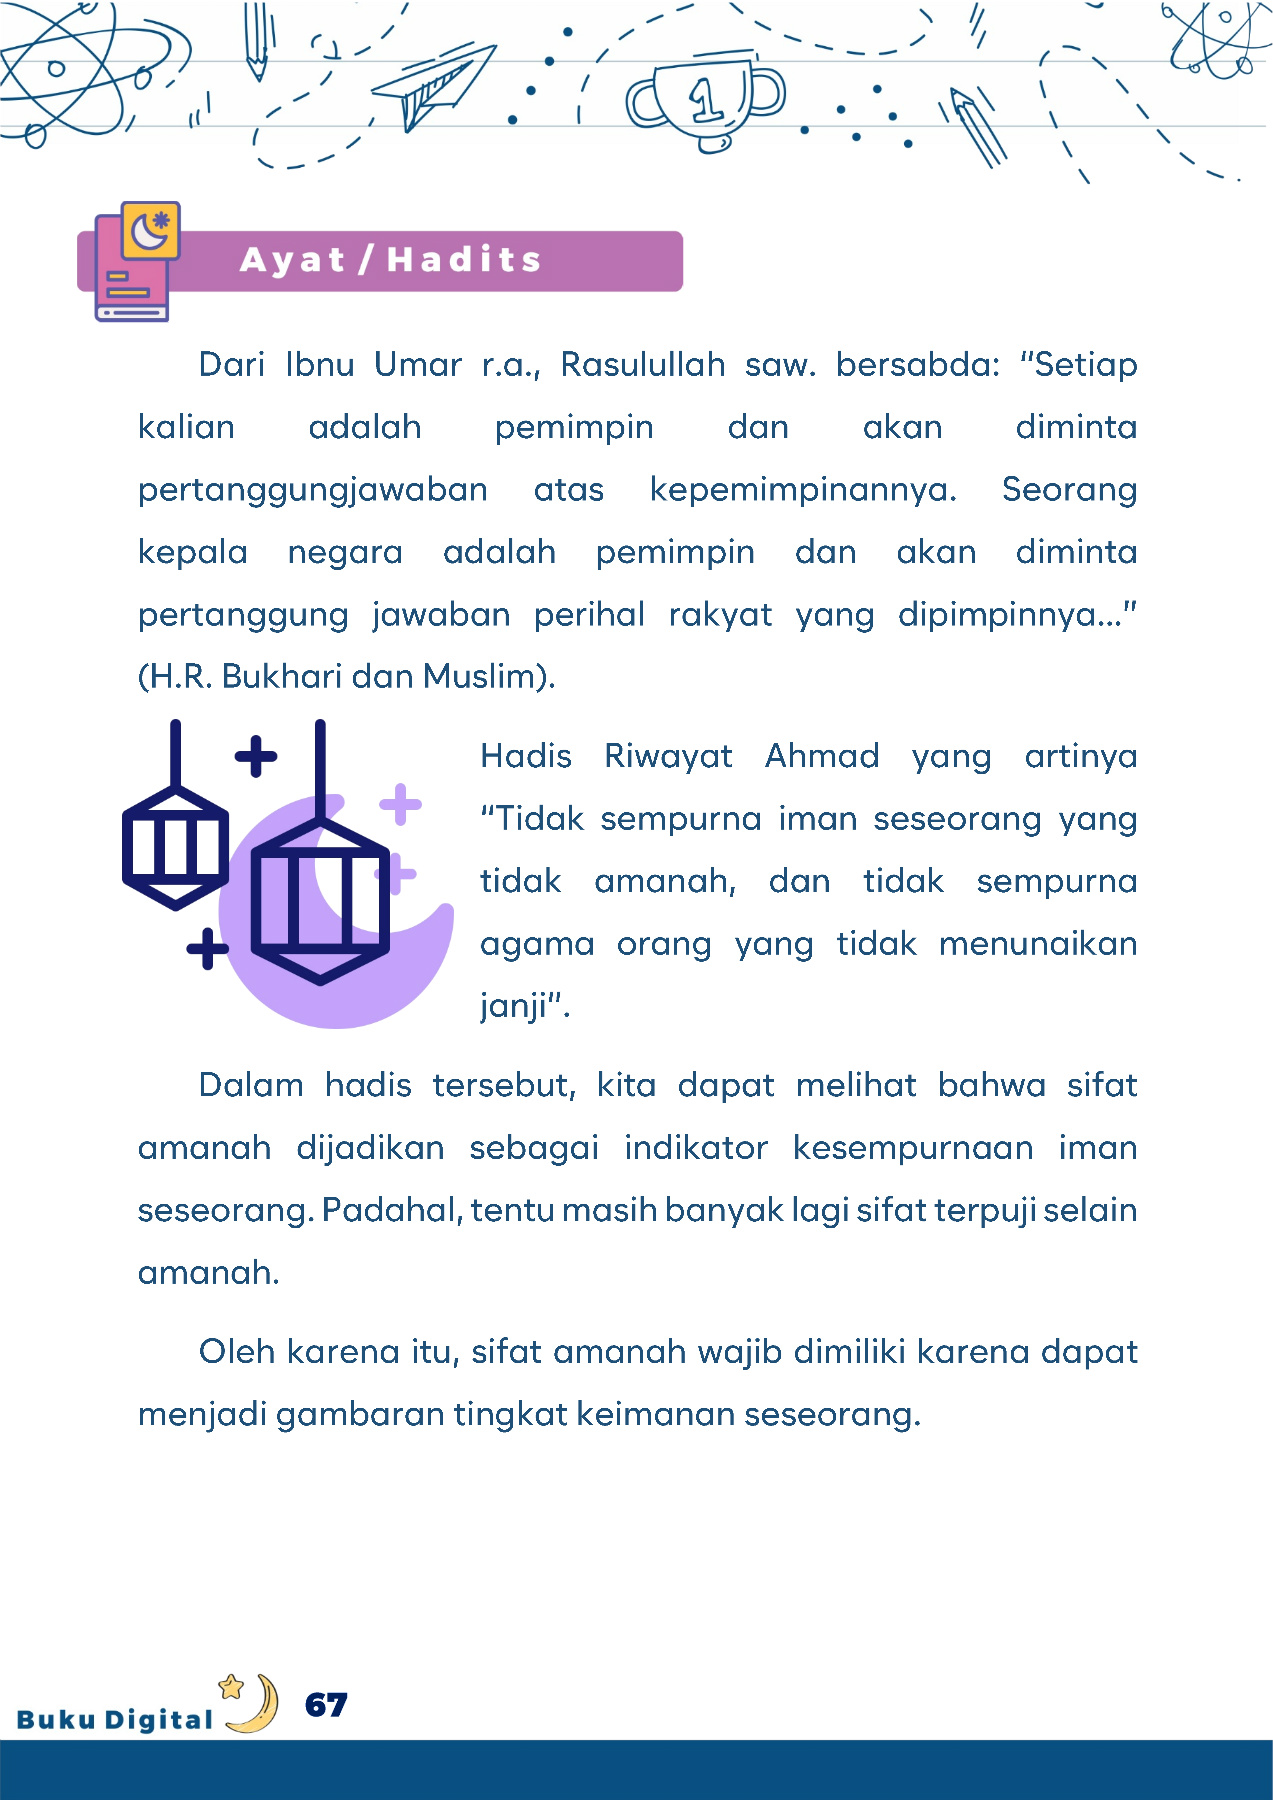 1
Ayat / Hadits
Dari Ibnu Umar r.a., Rasulullah saw. bersabda: “Setiap
kalian adalah pemimpin dan akan diminta
pertanggungjawaban atas kepemimpinannya. Seorang
kepala negara adalah pemimpin dan akan diminta
pertanggung jawaban perihal rakyat yang dipimpinnya...”
(H.R. Bukhari dan Muslim).
Hadis Riwayat Ahmad yang artinya
“Tidak sempurna iman seseorang yang
tidak amanah, dan tidak sempurna
agama orang yang tidak menunaikan
janji”.
Dalam hadis tersebut, kita dapat melihat bahwa sifat
amanah dijadikan sebagai indikator kesempurnaan iman
seseorang. Padahal, tentu masih banyak lagi sifat terpuji selain
amanah.
Oleh karena itu, sifat amanah wajib dimiliki karena dapat
menjadi gambaran tingkat keimanan seseorang.
Buku Digital 67